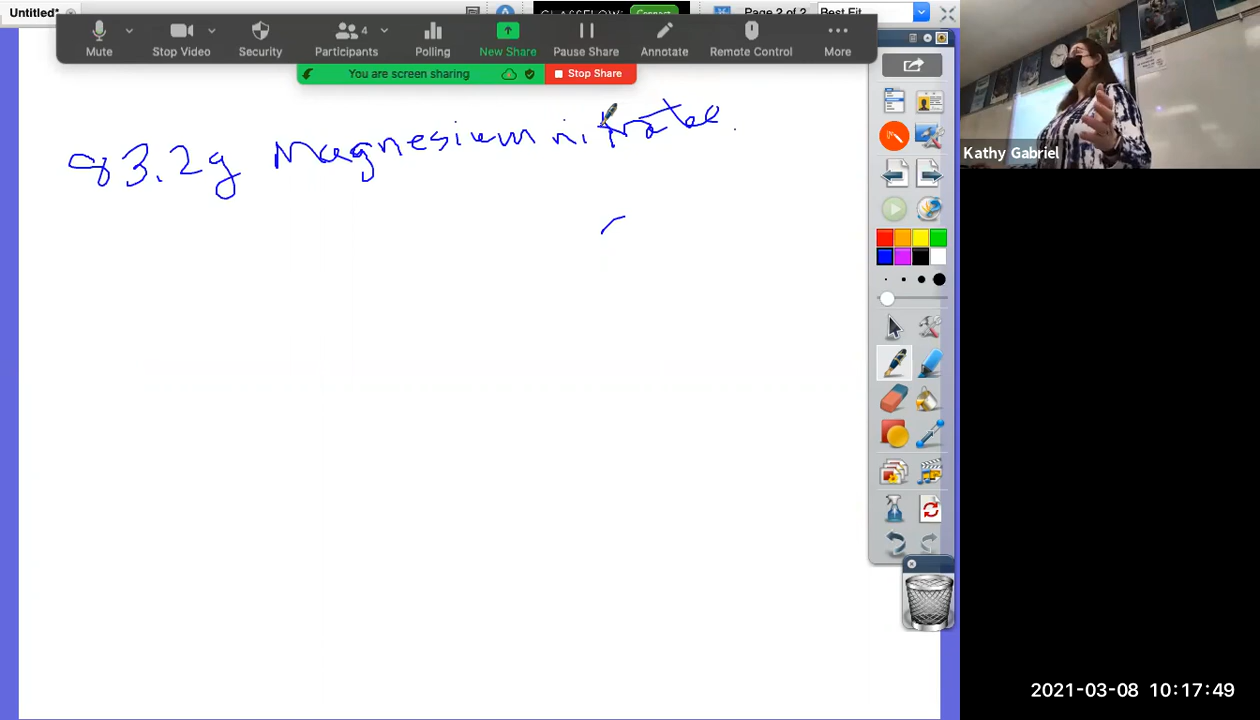 Untitled*
Connect
Page 2 of 2
Best Fit
Mute
Stop Video
Security
4
Participants
Polling
New Share
Pause Share
Annotate
Remote Control
More
You are screen sharing
Stop Share
83.2g Magnesium nitrate.
Kathy Gabriel
2021-03-08 10:17:49